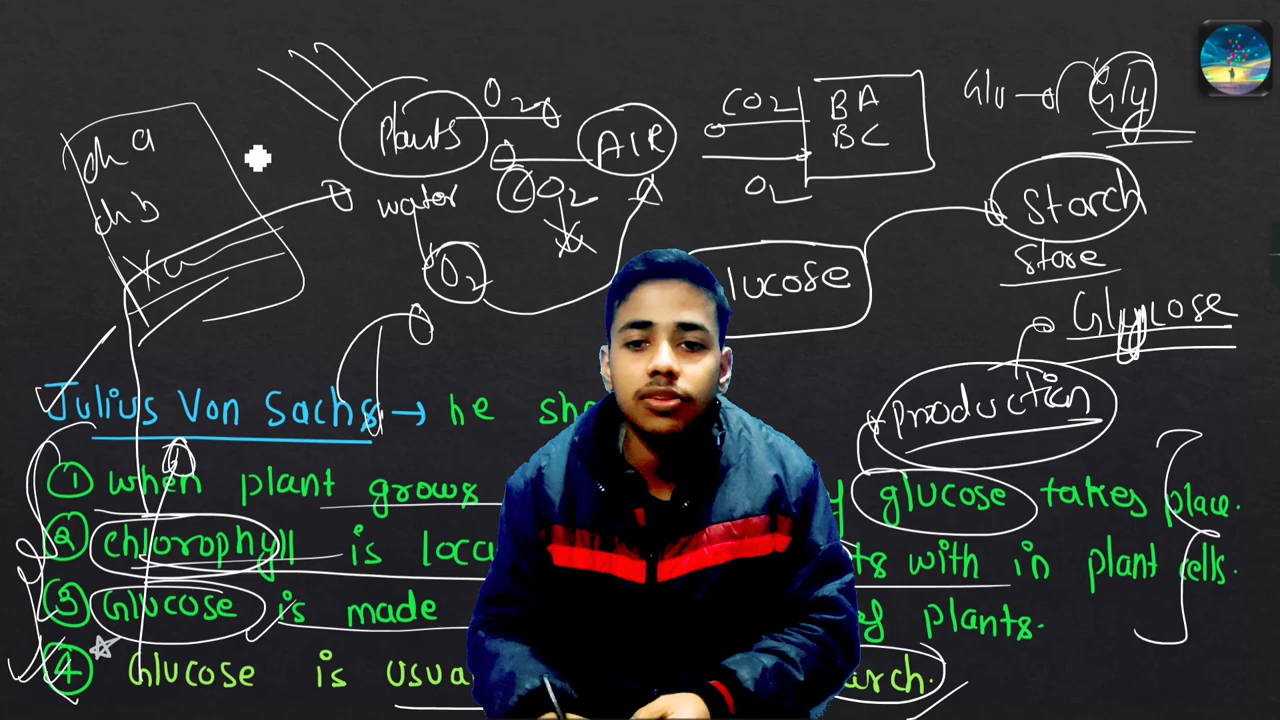 O2
CO2
BA
Glu → Gly
ch a
Plants
AIR
BC
ch b
water
CO2
O2
Starch
Store
O2
lucose
Glycose
Julius Von Sachs → he sh
production
① when plant grows glucose takes place.
② chlorophyll is loca ts with in plant cells.
③ Glucose is made of plants.
④ Glucose is usua arch.